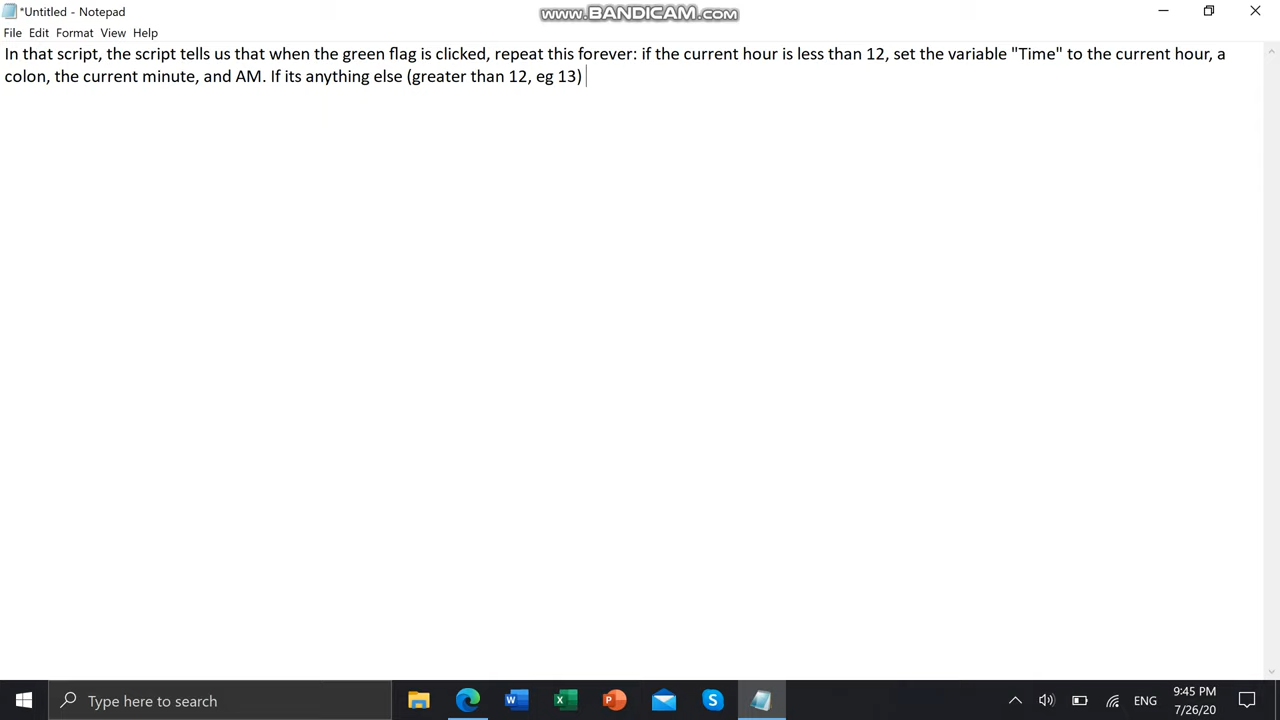 *Untitled - Notepad
www.BANDICAM.com
File Edit Format View Help
In that script, the script tells us that when the green flag is clicked, repeat this forever: if the current hour is less than 12, set the variable "Time" to the current hour, a
colon, the current minute, and AM. If its anything else (greater than 12, eg 13)
Type here to search
ENG
9:45 PM
7/26/20